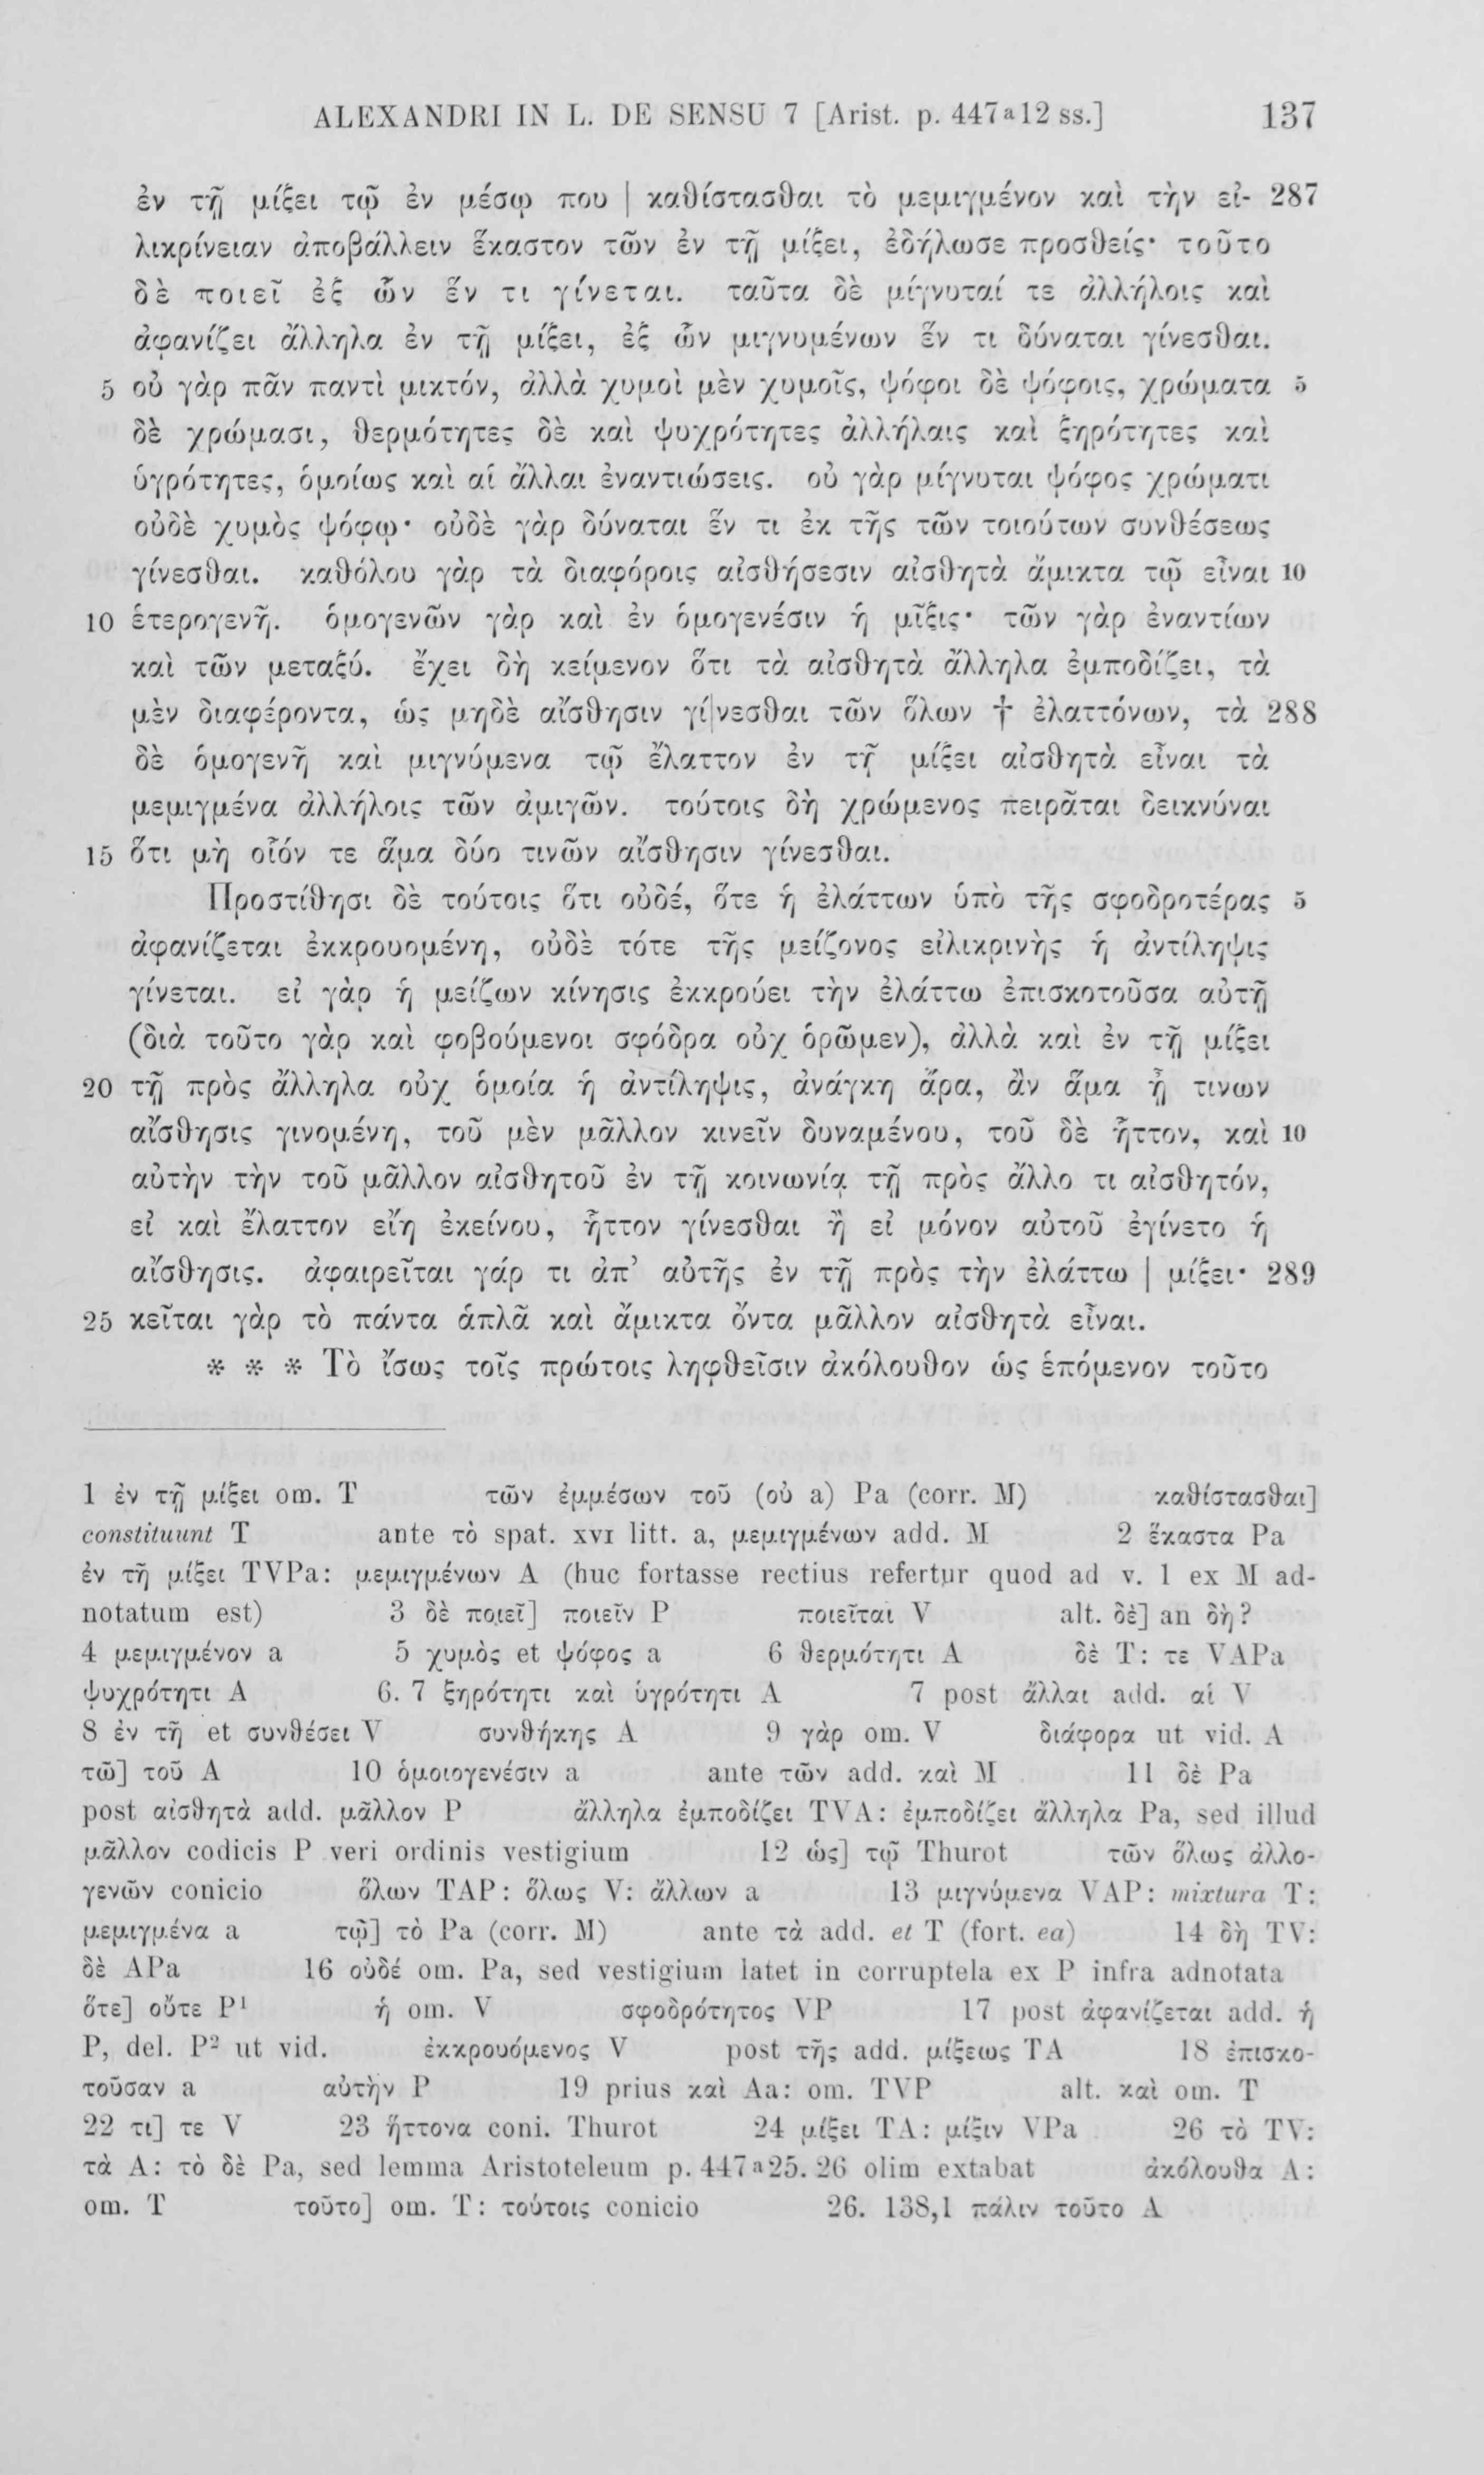 ALEXANDRI IN L. DE SENSU 7 [Arist. p. 447ᵃ12 ss.] 137
ἐν τῇ μίξει τῷ ἐν μέσῳ που | καθίστασθαι τὸ μεμιγμένον καὶ τὴν εἰ- 287
λικρίνειαν ἀποβάλλειν ἕκαστον τῶν ἐν τῇ μίξει, ἐδήλωσε προσθείς· τοῦτο
δὲ ποιεῖ ἐξ ὧν ἕν τι γίνεται. ταῦτα δὲ μίγνυταί τε ἀλλήλοις καὶ
ἀφανίζει ἄλληλα ἐν τῇ μίξει, ἐξ ὧν μιγνυμένων ἕν τι δύναται γίνεσθαι.
5 οὐ γὰρ πᾶν παντὶ μικτόν, ἀλλὰ χυμοὶ μὲν χυμοῖς, ψόφοι δὲ ψόφοις, χρώματα 5
δὲ χρώμασι, θερμότητες δὲ καὶ ψυχρότητες ἀλλήλαις καὶ ξηρότητες καὶ
ὑγρότητες, ὁμοίως καὶ αἱ ἄλλαι ἐναντιώσεις. οὐ γὰρ μίγνυται ψόφος χρώματι
οὐδὲ χυμὸς ψόφῳ· οὐδὲ γὰρ δύναται ἕν τι ἐκ τῆς τῶν τοιούτων συνθέσεως
γίνεσθαι. καθόλου γὰρ τὰ διαφόροις αἰσθήσεσιν αἰσθητὰ ἄμικτα τῷ εἶναι 10
10 ἑτερογενῆ. ὁμογενῶν γὰρ καὶ ἐν ὁμογενέσιν ἡ μῖξις· τῶν γὰρ ἐναντίων
καὶ τῶν μεταξύ. ἔχει δὴ κείμενον ὅτι τὰ αἰσθητὰ ἄλληλα ἐμποδίζει, τὰ
μὲν διαφέροντα, ὡς μηδὲ αἴσθησιν γί|νεσθαι τῶν ὅλων † ἐλαττόνων, τὰ 288
δὲ ὁμογενῆ καὶ μιγνύμενα τῷ ἔλαττον ἐν τῇ μίξει αἰσθητὰ εἶναι τὰ
μεμιγμένα ἀλλήλοις τῶν ἀμιγῶν. τούτοις δὴ χρώμενος πειρᾶται δεικνύναι
15 ὅτι μὴ οἷόν τε ἅμα δύο τινῶν αἴσθησιν γίνεσθαι.
Προστίθησι δὲ τούτοις ὅτι οὐδέ, ὅτε ἡ ἐλάττων ὑπὸ τῆς σφοδροτέρας 5
ἀφανίζεται ἐκκρουομένη, οὐδὲ τότε τῆς μείζονος εἰλικρινὴς ἡ ἀντίληψις
γίνεται. εἰ γὰρ ἡ μείζων κίνησις ἐκκρούει τὴν ἐλάττω ἐπισκοτοῦσα αὐτῇ
(διὰ τοῦτο γὰρ καὶ φοβούμενοι σφόδρα οὐχ ὁρῶμεν), ἀλλὰ καὶ ἐν τῇ μίξει
20 τῇ πρὸς ἄλληλα οὐχ ὁμοία ἡ ἀντίληψις, ἀνάγκη ἄρα, ἂν ἅμα ᾖ τινων
αἴσθησις γινομένη, τοῦ μὲν μᾶλλον κινεῖν δυναμένου, τοῦ δὲ ἧττον, καὶ 10
αὐτὴν τὴν τοῦ μᾶλλον αἰσθητοῦ ἐν τῇ κοινωνίᾳ τῇ πρὸς ἄλλο τι αἰσθητόν,
εἰ καὶ ἔλαττον εἴη ἐκείνου, ἧττον γίνεσθαι ἢ εἰ μόνον αὐτοῦ ἐγίνετο ἡ
αἴσθησις. ἀφαιρεῖται γάρ τι ἀπ’ αὐτῆς ἐν τῇ πρὸς τὴν ἐλάττω | μίξει· 289
25 κεῖται γὰρ τὸ πάντα ἁπλᾶ καὶ ἄμικτα ὄντα μᾶλλον αἰσθητὰ εἶναι.
* * * Τὸ ἴσως τοῖς πρώτοις ληφθεῖσιν ἀκόλουθον ὡς ἑπόμενον τοῦτο
1 ἐν τῇ μίξει om. T τῶν ἐμμέσων τοῦ (οὐ a) Pa (corr. M) καθίστασθαι]
constituunt T ante τὸ spat. xvi litt. a, μεμιγμένων add. M 2 ἕκαστα Pa
ἐν τῇ μίξει TVPa: μεμιγμένων A (huc fortasse rectius refertur quod ad v. 1 ex M ad-
notatum est) 3 δὲ ποιεῖ] ποιεῖν P ποιεῖται V alt. δὲ] an δὴ?
4 μεμιγμένον a 5 χυμὸς et ψόφος a 6 θερμότητι A δὲ T: τε VAPa
ψυχρότητι A 6. 7 ξηρότητι καὶ ὑγρότητι A 7 post ἄλλαι add. αἱ V
8 ἐν τῇ et συνθέσει V συνθήκης A 9 γὰρ om. V διάφορα ut vid. A
τῷ] τοῦ A 10 ὁμοιογενέσιν a ante τῶν add. καὶ M 11 δὲ Pa
post αἰσθητὰ add. μᾶλλον P ἄλληλα ἐμποδίζει TVA: ἐμποδίζει ἄλληλα Pa, sed illud
μᾶλλον codicis P veri ordinis vestigium 12 ὡς] τῷ Thurot τῶν ὅλως ἀλλο-
γενῶν conicio ὅλων TAP: ὅλως V: ἄλλων a 13 μιγνύμενα VAP: mixtura T:
μεμιγμένα a τῷ] τὸ Pa (corr. M) ante τὰ add. et T (fort. ea) 14 δὴ TV:
δὲ APa 16 οὐδέ om. Pa, sed vestigium latet in corruptela ex P infra adnotata
ὅτε] οὔτε P¹ ἡ om. V σφοδρότητος VP 17 post ἀφανίζεται add. ἡ
P, del. P² ut vid. ἐκκρουόμενος V post τῆς add. μίξεως TA 18 ἐπισκο-
τοῦσαν a αὐτὴν P 19 prius καὶ Aa: om. TVP alt. καὶ om. T
22 τι] τε V 23 ἥττονα coni. Thurot 24 μίξει TA: μίξιν VPa 26 τὸ TV:
τὰ A: τὸ δὲ Pa, sed lemma Aristoteleum p. 447ᵃ25. 26 olim extabat ἀκόλουθα A:
om. T τοῦτο] om. T: τούτοις conicio 26. 138,1 πάλιν τοῦτο A